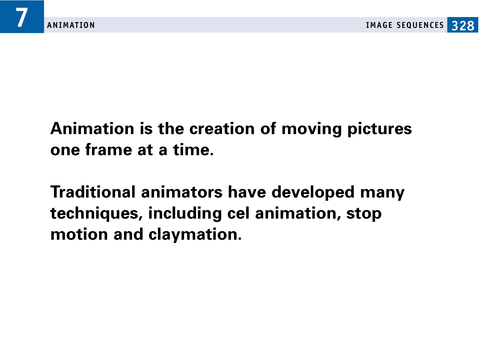 7
ANIMATION
IMAGE SEQUENCES 328
Animation is the creation of moving pictures
one frame at a time.
Traditional animators have developed many
techniques, including cel animation, stop
motion and claymation.